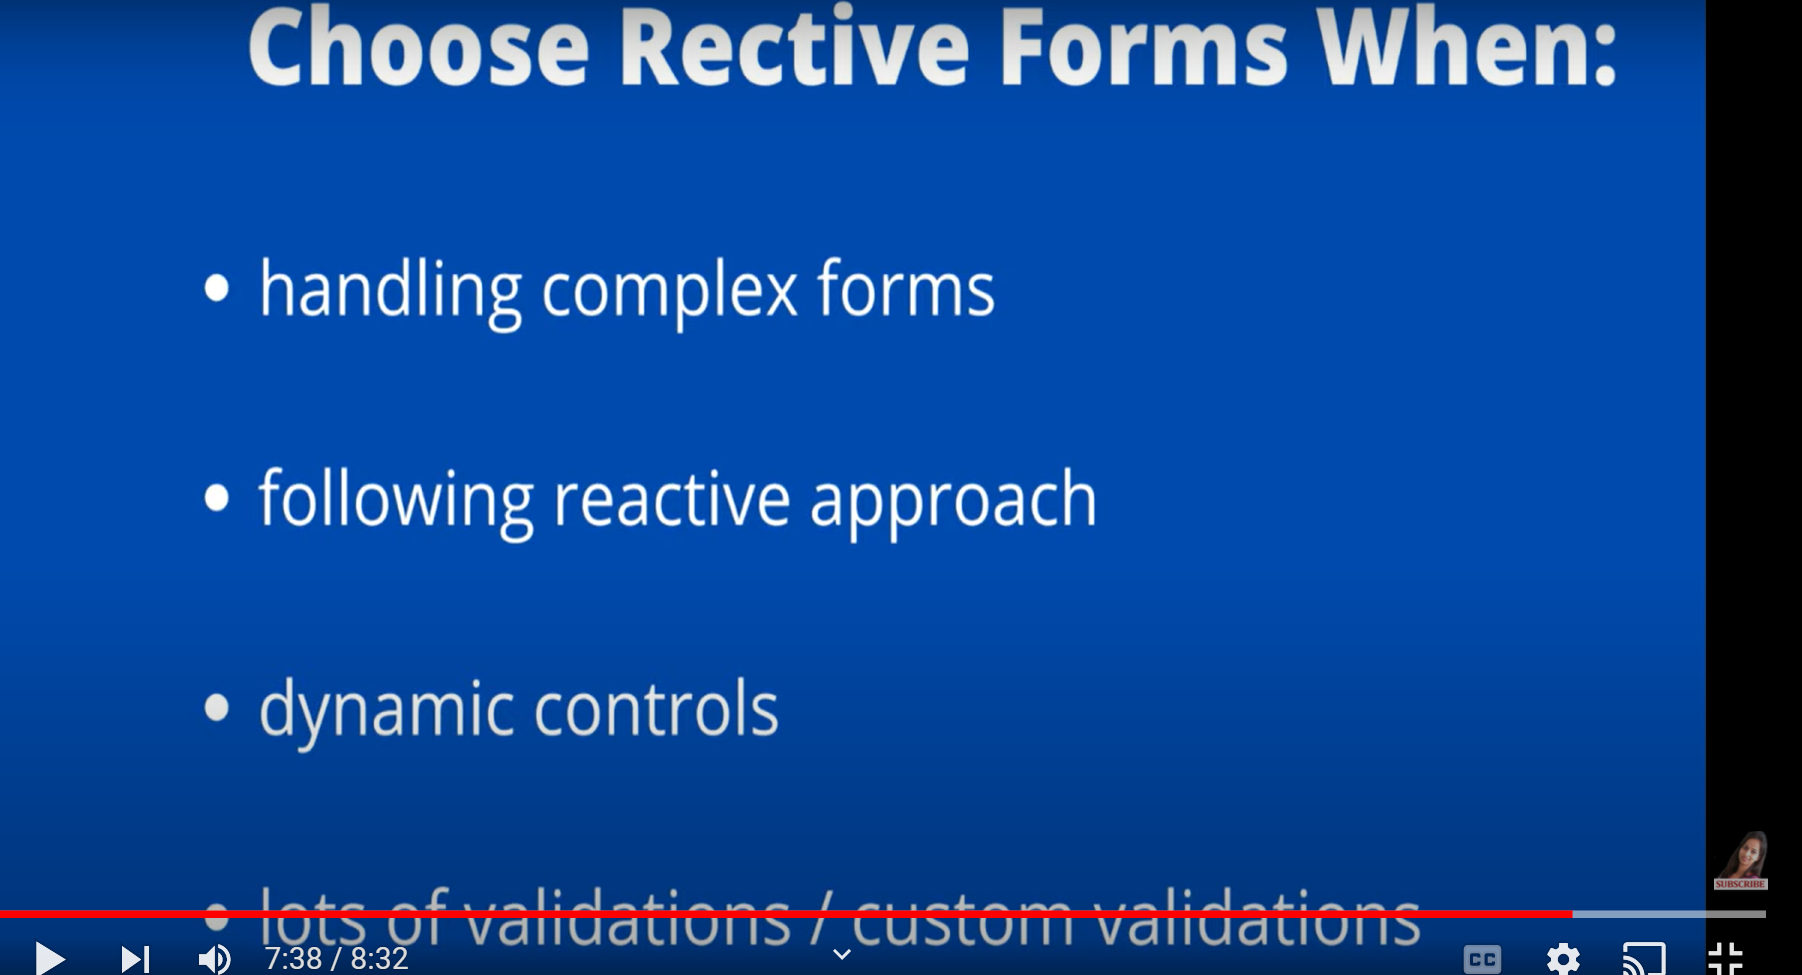 Choose Rective Forms When:
• handling complex forms
• following reactive approach
• dynamic controls
• lots of validations / custom validations
SUBSCRIBE
7:38 / 8:32
CC